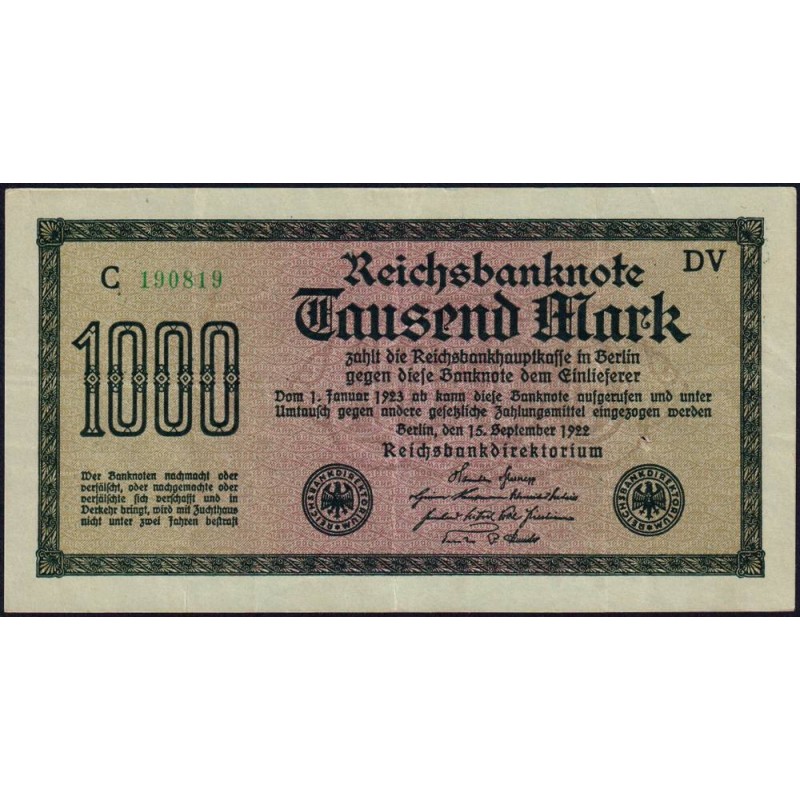 C 190819
DV
Reichsbanknote
Tausend Mark
1000
zahlt die Reichsbankhauptkasse in Berlin
gegen diese Banknote dem Einlieferer
Vom 1. Januar 1923 ab kann diese Banknote aufgerufen und unter
Umtausch gegen andere gesetzliche Zahlungsmittel eingezogen werden
Berlin, den 15. September 1922
Reichsbankdirektorium
Wer Banknoten nachmacht oder
verfälscht, oder nachgemachte oder
verfälschte sich verschafft und in
Verkehr bringt, wird mit Zuchthaus
nicht unter zwei Jahren bestraft
REICHSBANKDIREKTORIUM
REICHSBANKDIREKTORIUM